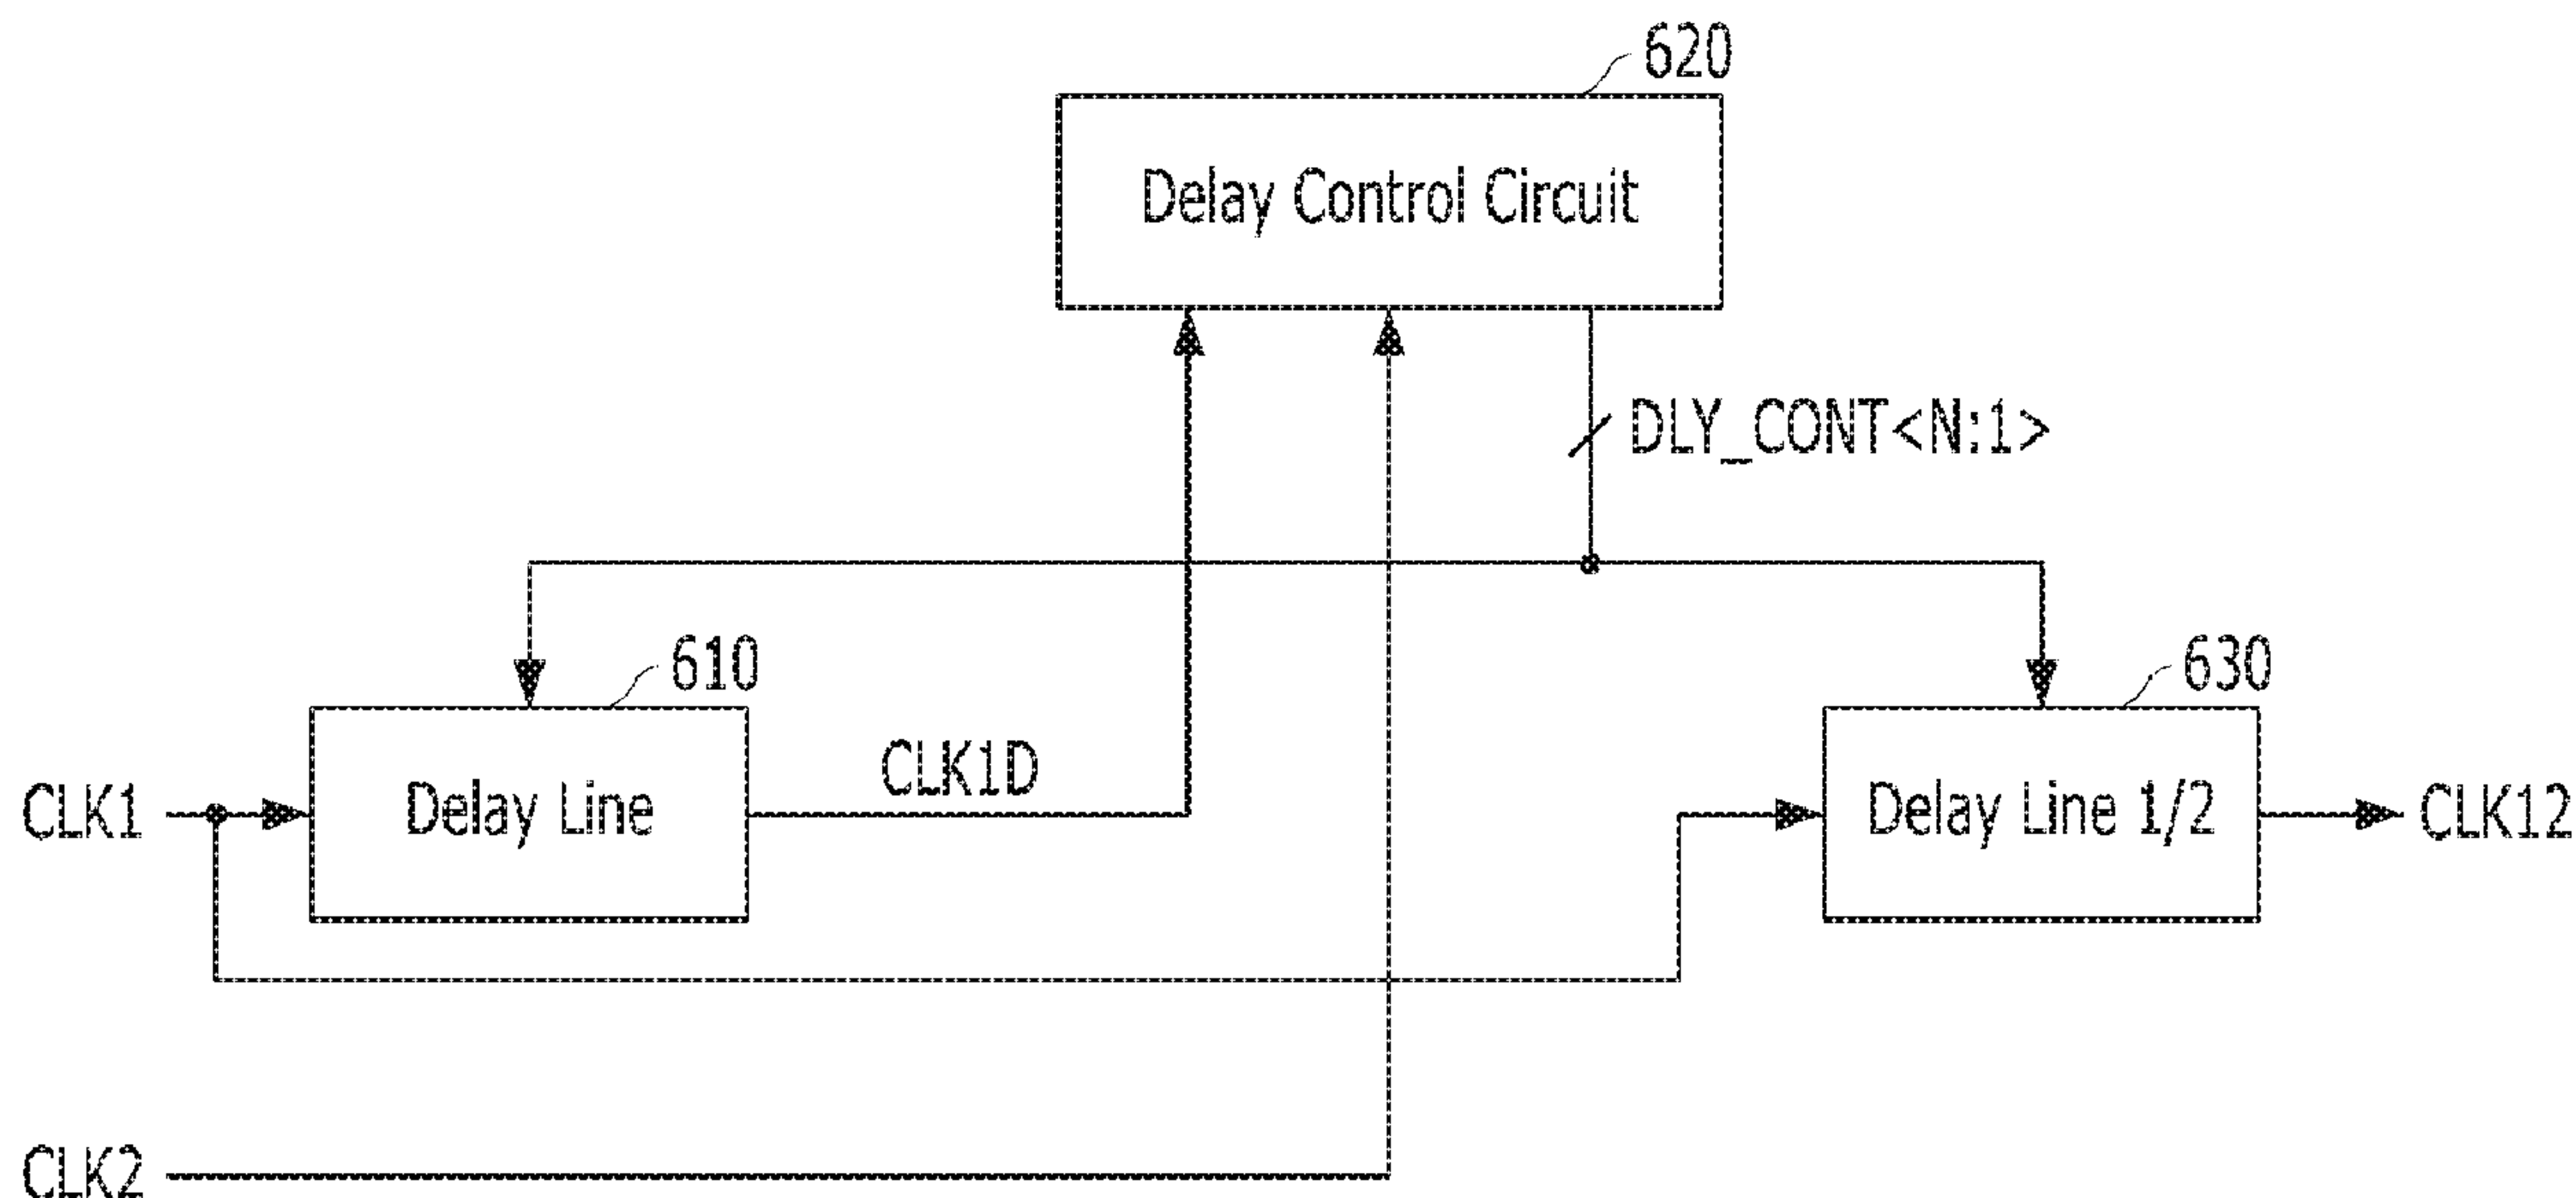 620
Delay Control Circuit
DLY_CONT<N:1>
610
630
CLK1
Delay Line
CLK1D
Delay Line 1/2
CLK12
CLK2